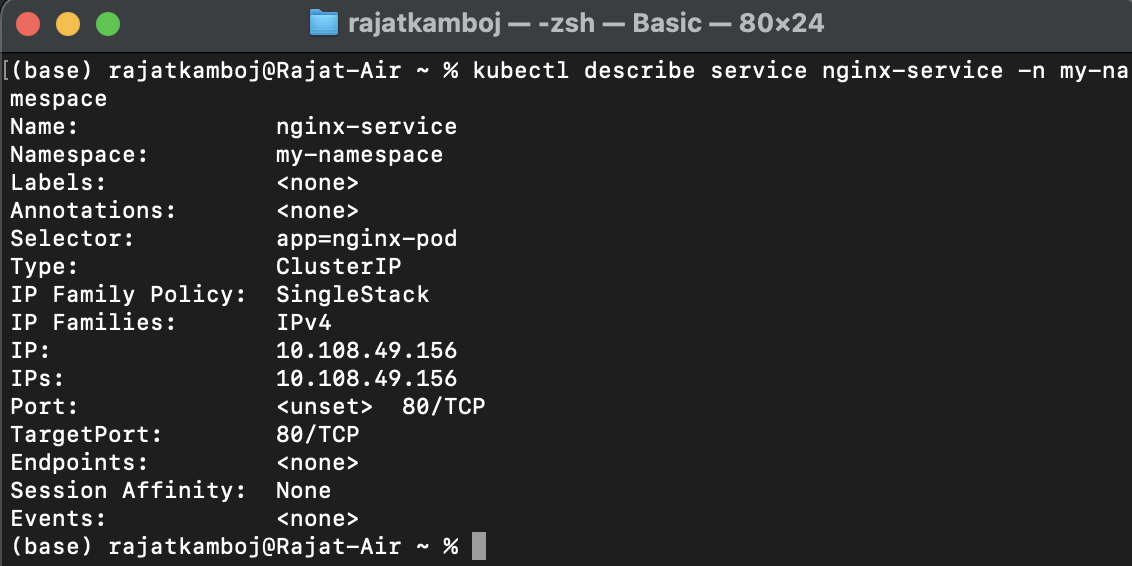 rajatkamboj — -zsh — Basic — 80×24
[(base) rajatkamboj@Rajat-Air ~ % kubectl describe service nginx-service -n my-na
mespace
Name:              nginx-service
Namespace:         my-namespace
Labels:            <none>
Annotations:       <none>
Selector:          app=nginx-pod
Type:              ClusterIP
IP Family Policy:  SingleStack
IP Families:       IPv4
IP:                10.108.49.156
IPs:               10.108.49.156
Port:              <unset>  80/TCP
TargetPort:        80/TCP
Endpoints:         <none>
Session Affinity:  None
Events:            <none>
(base) rajatkamboj@Rajat-Air ~ %